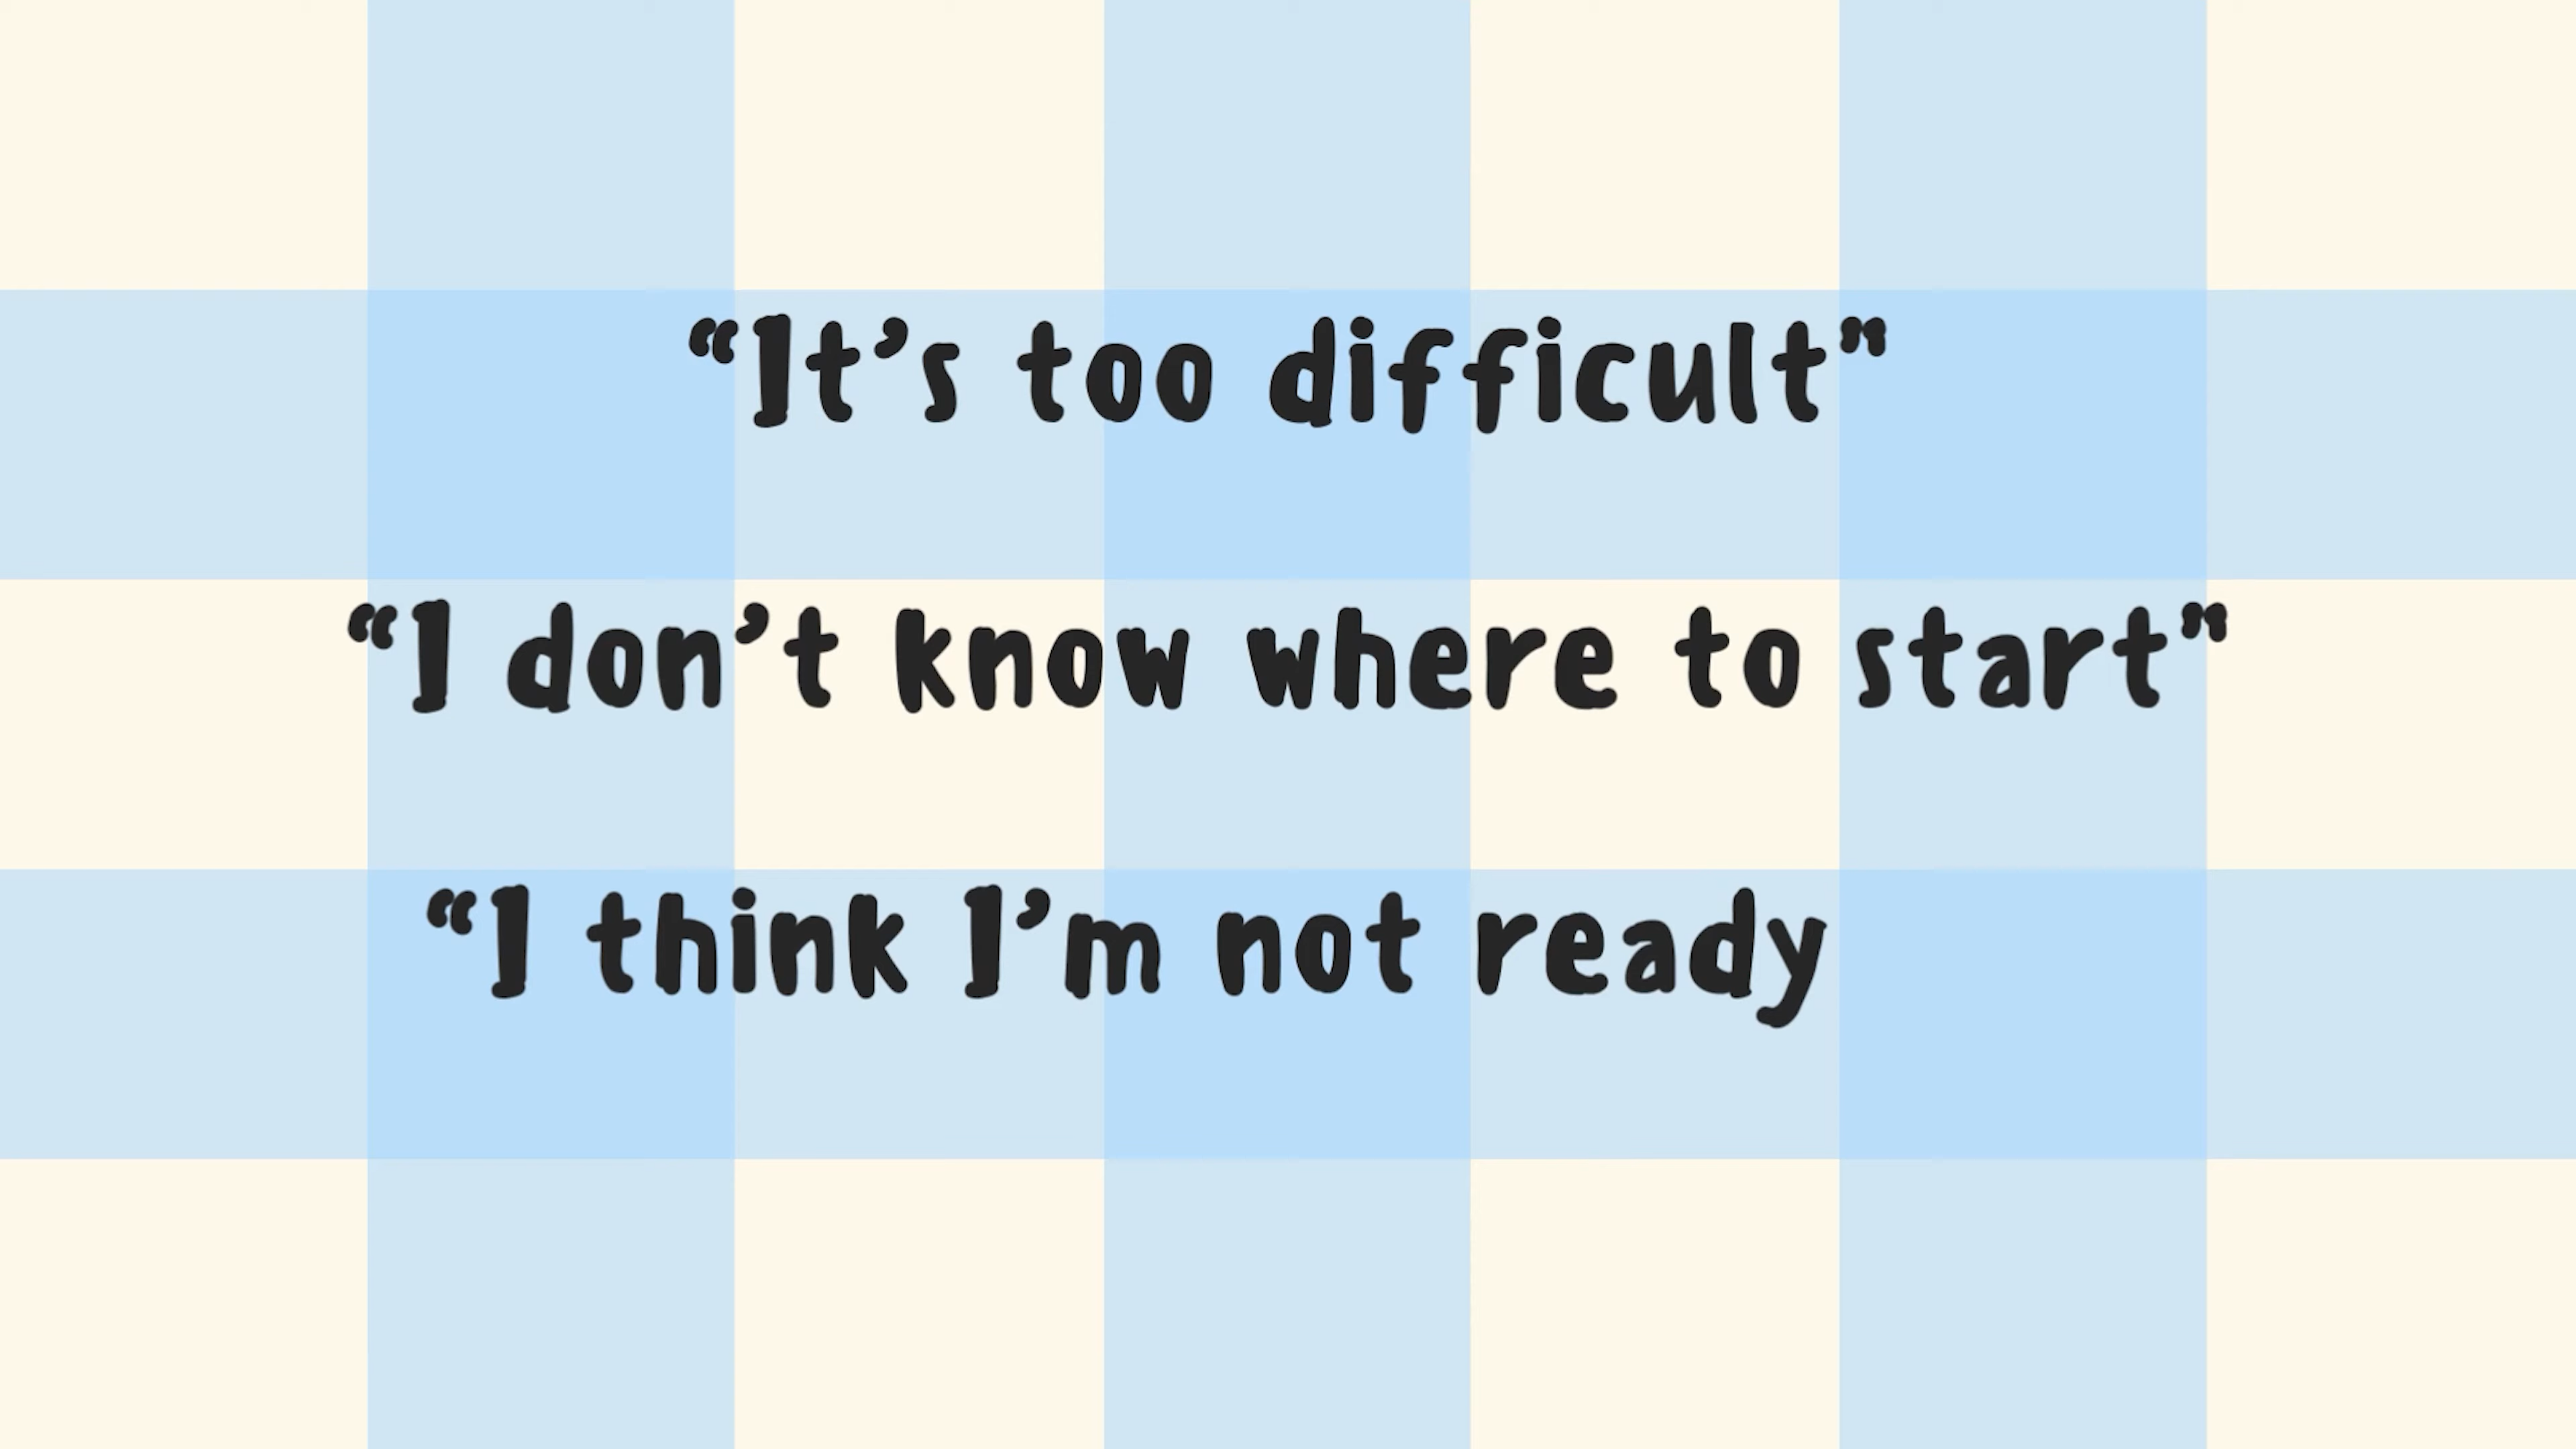 “It’s too difficult”
“I don’t know where to start”
“I think I’m not ready